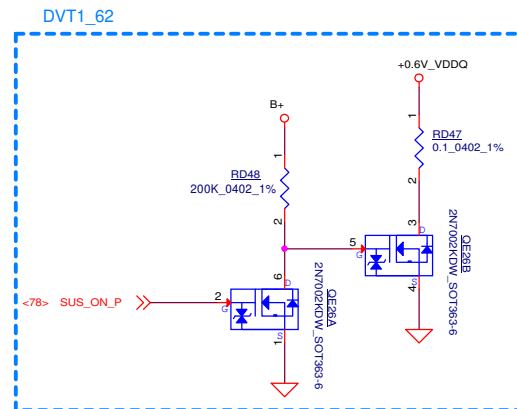 DVT1_62
+0.6V_VDDQ
B+
1
RD47
0.1_0402_1%
2
1
RD48
200K_0402_1%
2
3
D
5
G
S
4
QE26B
2N7002KDW_SOT363-6
6
D
<78> SUS_ON_P
2
G
S
1
QE26A
2N7002KDW_SOT363-6